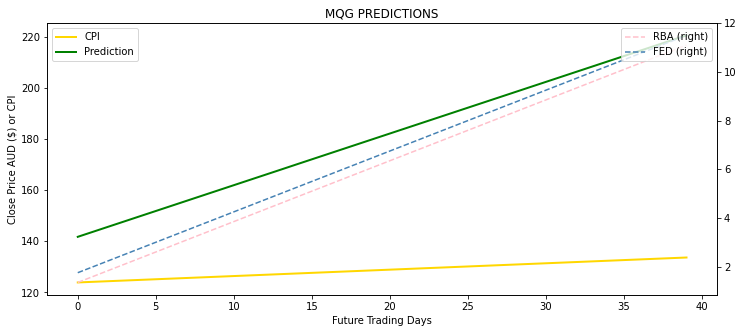 MQG PREDICTIONS
CPI
Prediction
RBA (right)
FED (right)
Close Price AUD ($) or CPI
220
200
180
160
140
120
12
10
8
6
4
2
0 5 10 15 20 25 30 35 40
Future Trading Days